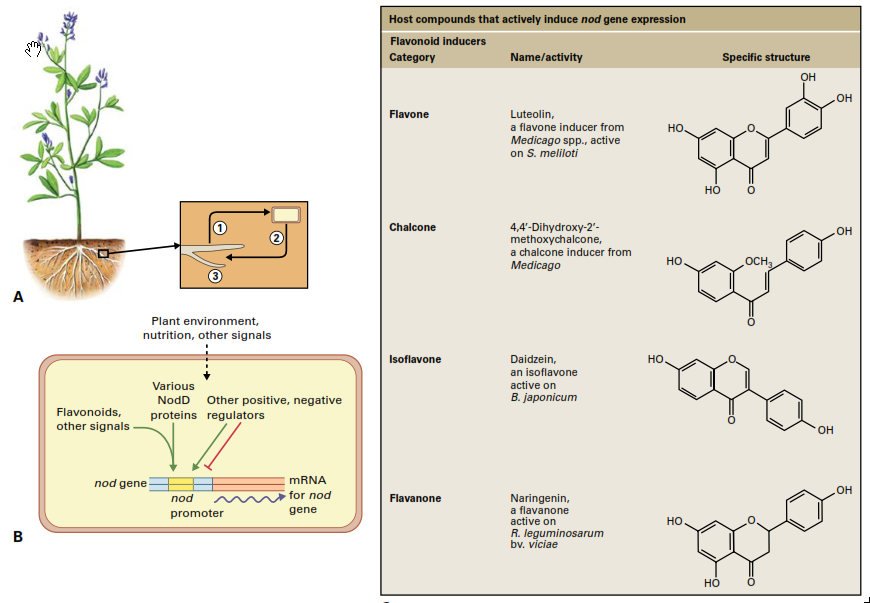 A
1
2
3
Plant environment,
nutrition, other signals
Various
NodD
proteins
Other positive, negative
regulators
Flavonoids,
other signals
nod gene
nod
promoter
mRNA
for nod
gene
B
Host compounds that actively induce nod gene expression
Flavonoid inducers
Category Name/activity Specific structure
Flavone
Luteolin,
a flavone inducer from
Medicago spp., active
on S. meliloti
OH
OH
HO
O
HO
O
Chalcone
4,4′-Dihydroxy-2′-
methoxychalcone,
a chalcone inducer from
Medicago
OH
HO
OCH3
O
Isoflavone
Daidzein,
an isoflavone
active on
B. japonicum
HO
O
O
OH
Flavanone
Naringenin,
a flavanone
active on
R. leguminosarum
bv. viciae
OH
HO
O
HO
O